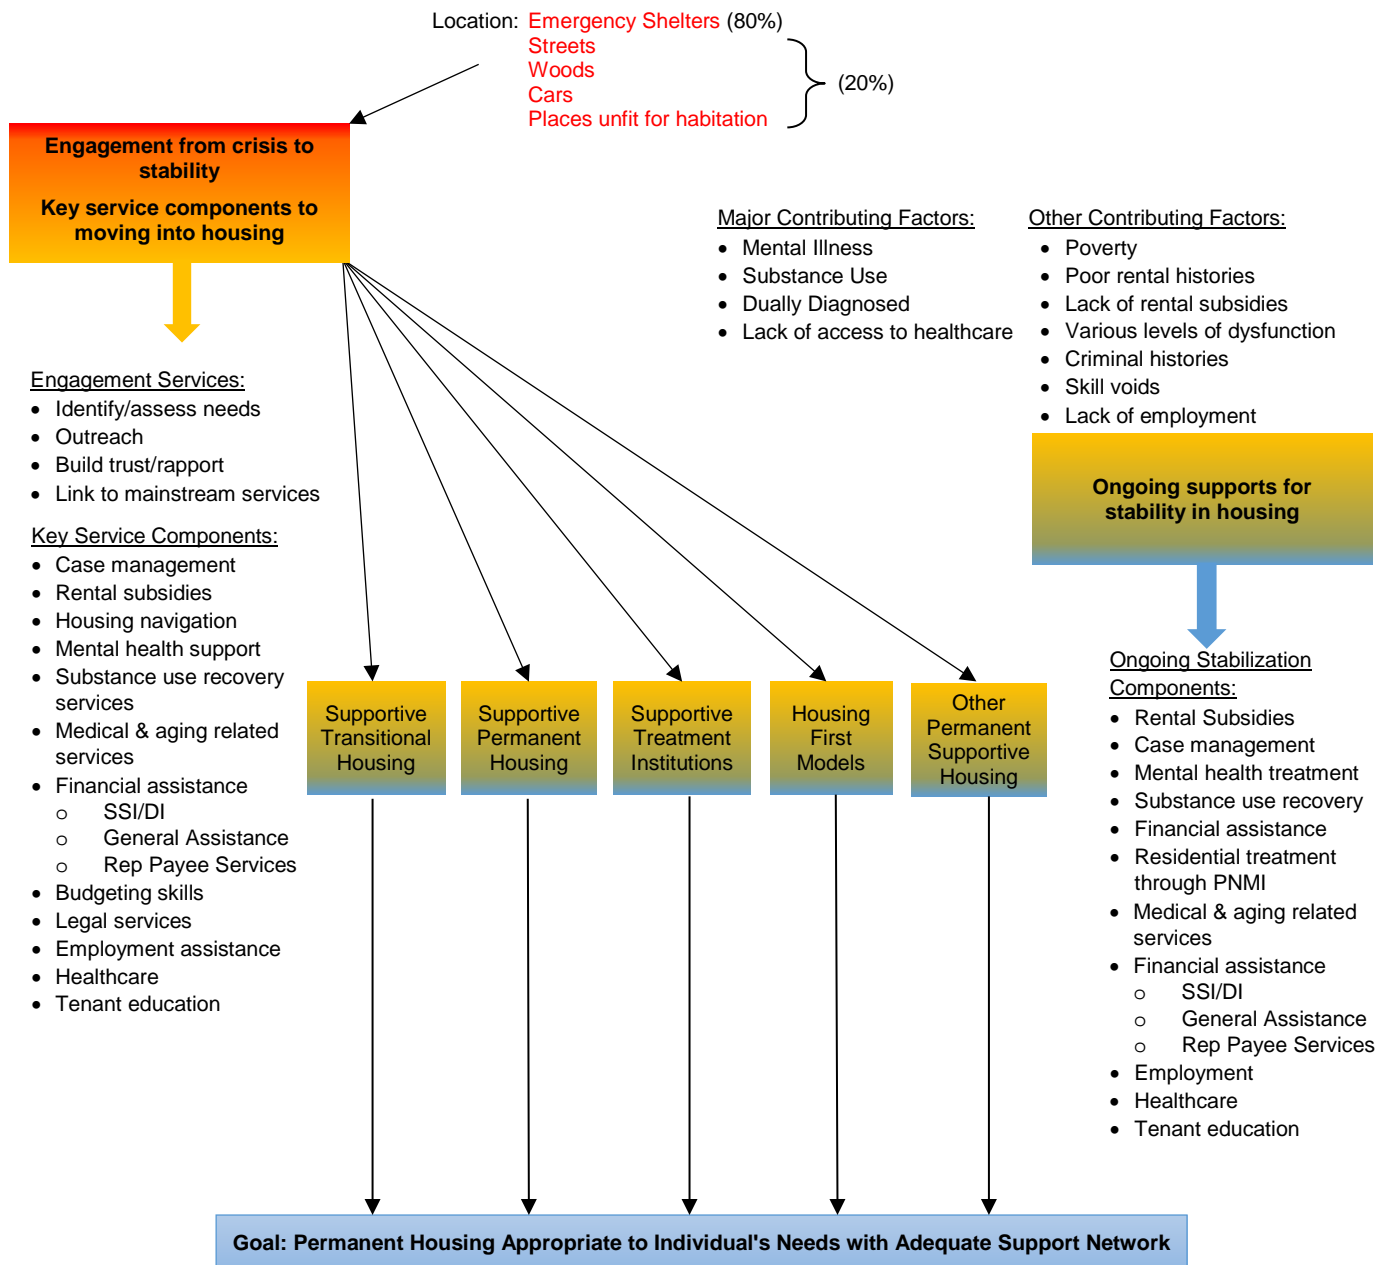 Location: Emergency Shelters (80%)
Streets
Woods
Cars
Places unfit for habitation
(20%)
Engagement from crisis to
stability
Key service components to
moving into housing
Major Contributing Factors:
• Mental Illness
• Substance Use
• Dually Diagnosed
• Lack of access to healthcare
Other Contributing Factors:
• Poverty
• Poor rental histories
• Lack of rental subsidies
• Various levels of dysfunction
• Criminal histories
• Skill voids
• Lack of employment
Engagement Services:
• Identify/assess needs
• Outreach
• Build trust/rapport
• Link to mainstream services
Key Service Components:
• Case management
• Rental subsidies
• Housing navigation
• Mental health support
• Substance use recovery
services
• Medical & aging related
services
• Financial assistance
o SSI/DI
o General Assistance
o Rep Payee Services
• Budgeting skills
• Legal services
• Employment assistance
• Healthcare
• Tenant education
Supportive
Transitional
Housing
Supportive
Permanent
Housing
Supportive
Treatment
Institutions
Housing
First
Models
Other
Permanent
Supportive
Housing
Ongoing supports for
stability in housing
Ongoing Stabilization
Components:
• Rental Subsidies
• Case management
• Mental health treatment
• Substance use recovery
• Financial assistance
• Residential treatment
through PNMI
• Medical & aging related
services
• Financial assistance
o SSI/DI
o General Assistance
o Rep Payee Services
• Employment
• Healthcare
• Tenant education
Goal: Permanent Housing Appropriate to Individual's Needs with Adequate Support Network